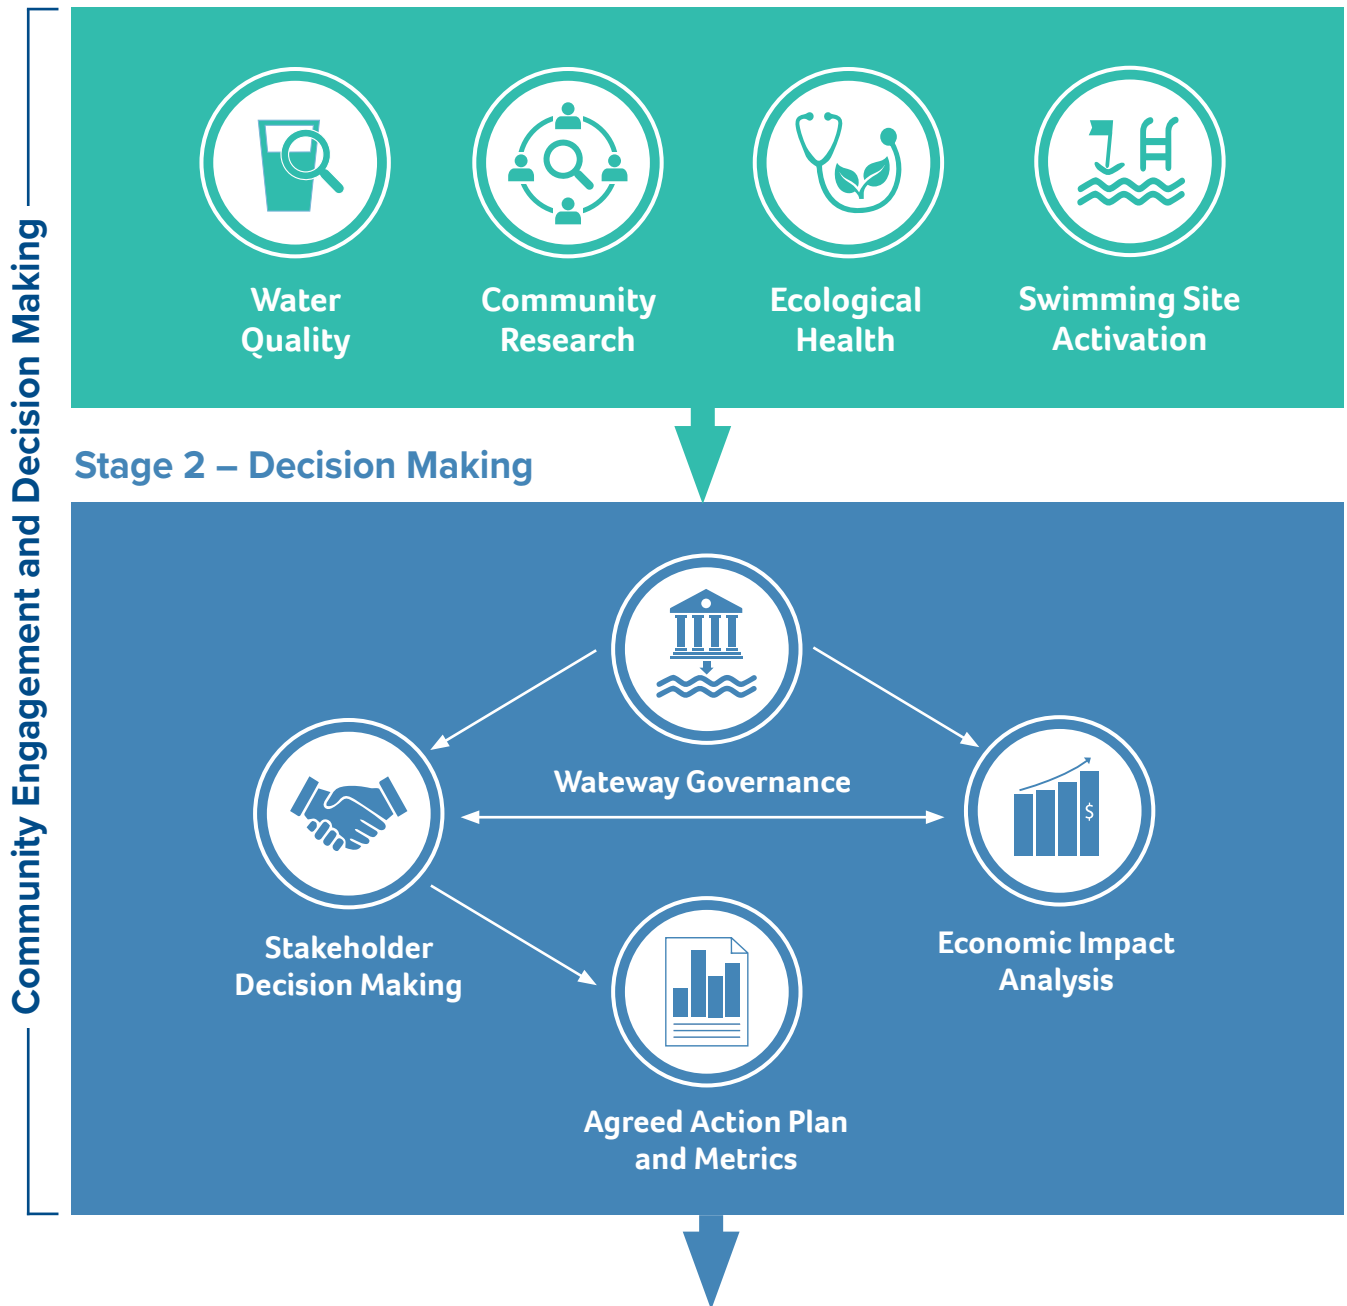 Community Engagement and Decision Making
Water
Quality
Community
Research
Ecological
Health
Swimming Site
Activation
Stage 2 – Decision Making
Wateway Governance
$
Stakeholder
Decision Making
Economic Impact
Analysis
Agreed Action Plan
and Metrics